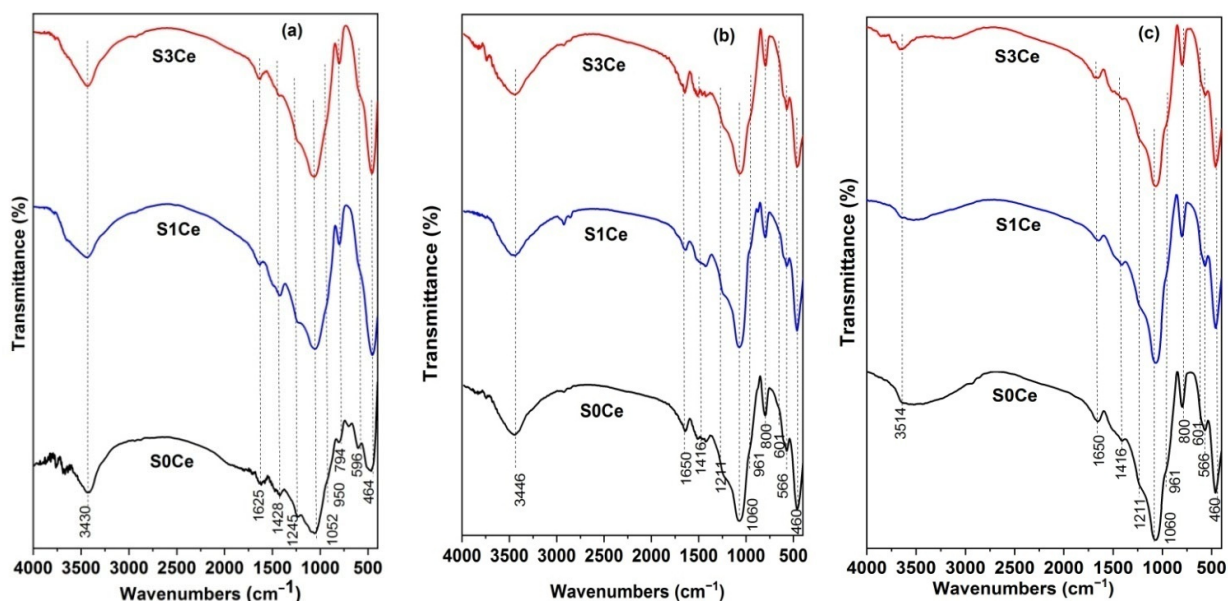 (a)
S3Ce
S1Ce
S0Ce
3430
1625
1428
1245
1052
950
794
596
464
Transmittance (%)
4000 3500 3000 2500 2000 1500 1000 500
Wavenumbers (cm⁻¹)
(b)
S3Ce
S1Ce
S0Ce
3446
1650
1416
1211
1060
961
800
601
566
460
Transmittance (%)
4000 3500 3000 2500 2000 1500 1000 500
Wavenumbers (cm⁻¹)
(c)
S3Ce
S1Ce
S0Ce
3514
1650
1416
1211
1060
961
800
601
566
460
Transmittance (%)
4000 3500 3000 2500 2000 1500 1000 500
Wavenumbers (cm⁻¹)